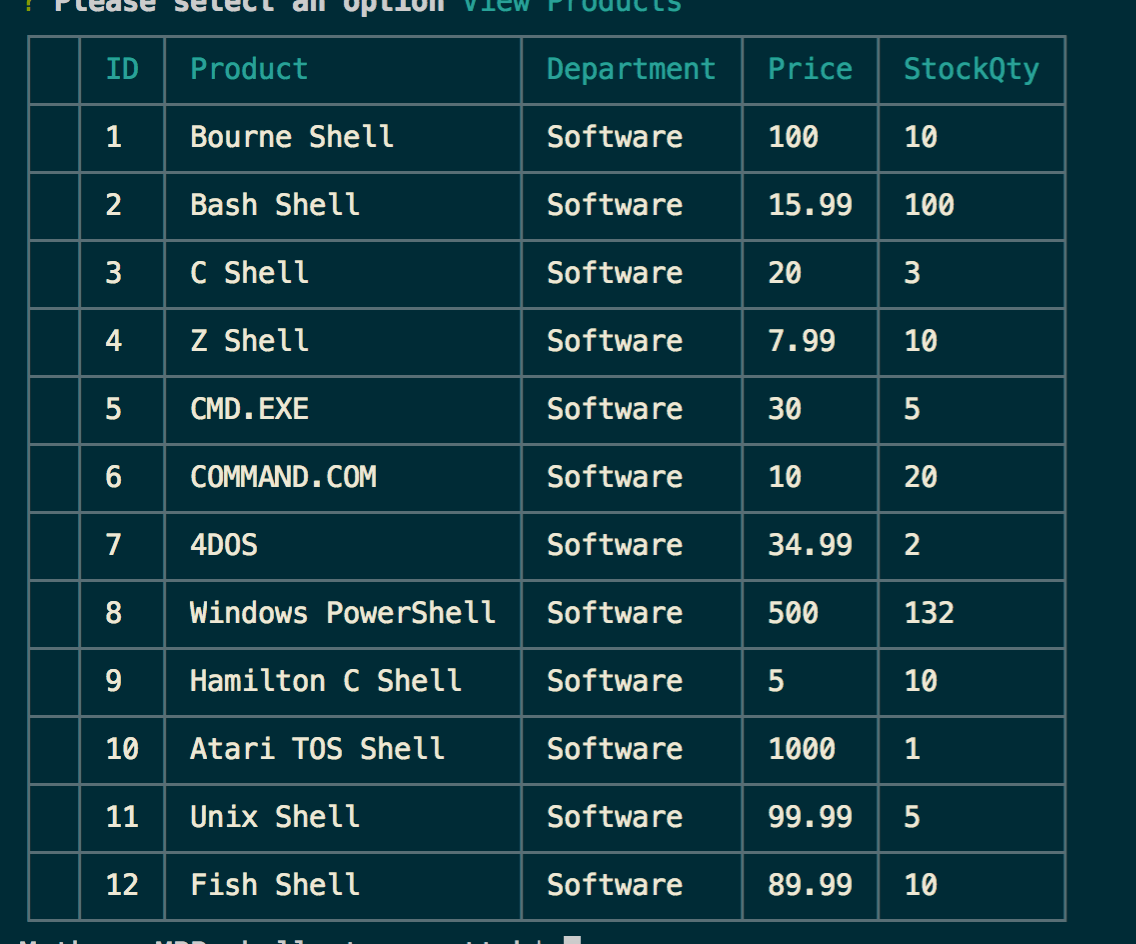 ? Please select an option View Products
ID Product Department Price StockQty
1 Bourne Shell Software 100 10
2 Bash Shell Software 15.99 100
3 C Shell Software 20 3
4 Z Shell Software 7.99 10
5 CMD.EXE Software 30 5
6 COMMAND.COM Software 10 20
7 4DOS Software 34.99 2
8 Windows PowerShell Software 500 132
9 Hamilton C Shell Software 5 10
10 Atari TOS Shell Software 1000 1
11 Unix Shell Software 99.99 5
12 Fish Shell Software 89.99 10